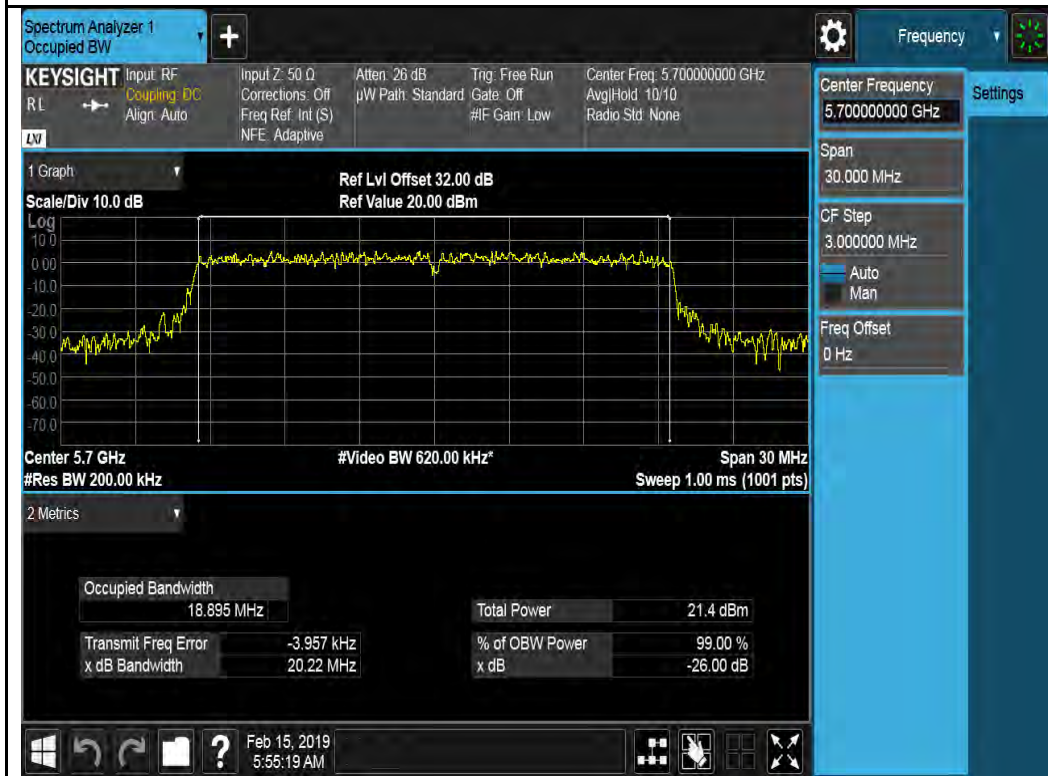 Spectrum Analyzer 1
Occupied BW
+
Frequency
KEYSIGHT
RL
LXI
Input: RF
Coupling: DC
Align: Auto
Input Z: 50 Ω
Corrections: Off
Freq Ref: Int (S)
NFE: Adaptive
Atten: 26 dB
µW Path: Standard
Trig: Free Run
Gate: Off
#IF Gain: Low
Center Freq: 5.700000000 GHz
Avg|Hold: 10/10
Radio Std: None
Center Frequency
5.700000000 GHz
Settings
Span
30.000 MHz
CF Step
3.000000 MHz
Auto
Man
Freq Offset
0 Hz
1 Graph
Scale/Div 10.0 dB
Ref Lvl Offset 32.00 dB
Ref Value 20.00 dBm
Log
10.0
0.00
-10.0
-20.0
-30.0
-40.0
-50.0
-60.0
-70.0
Center 5.7 GHz
#Video BW 620.00 kHz*
Span 30 MHz
#Res BW 200.00 kHz
Sweep 1.00 ms (1001 pts)
2 Metrics
Occupied Bandwidth
18.895 MHz
Total Power 21.4 dBm
Transmit Freq Error -3.957 kHz
% of OBW Power 99.00 %
x dB Bandwidth 20.22 MHz
x dB -26.00 dB
?
Feb 15, 2019
5:55:19 AM